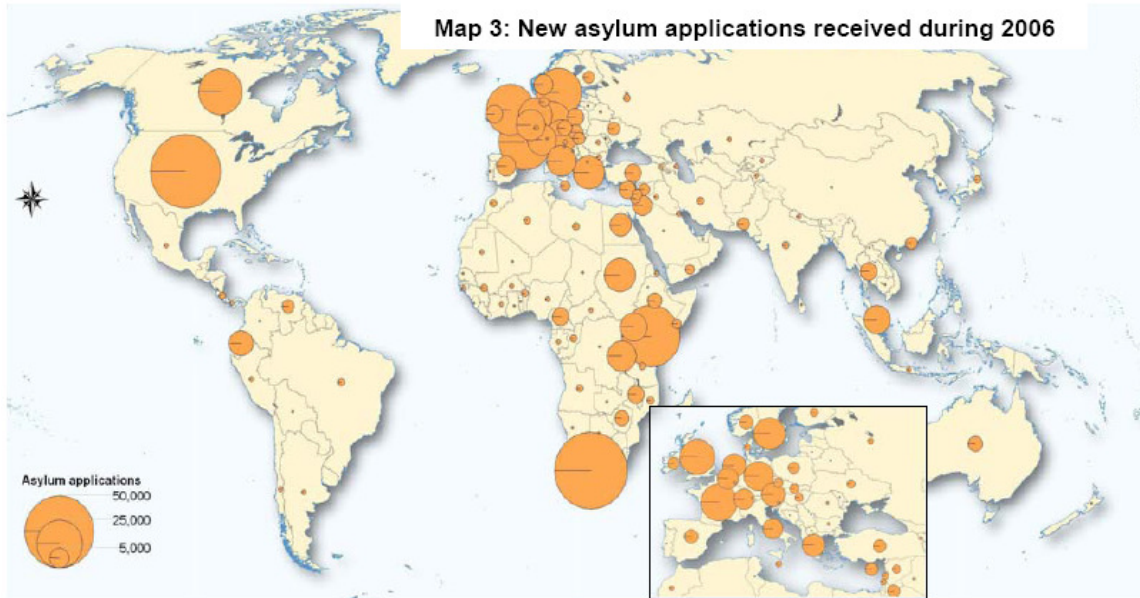 Map 3: New asylum applications received during 2006
Asylum applications
50,000
25,000
5,000